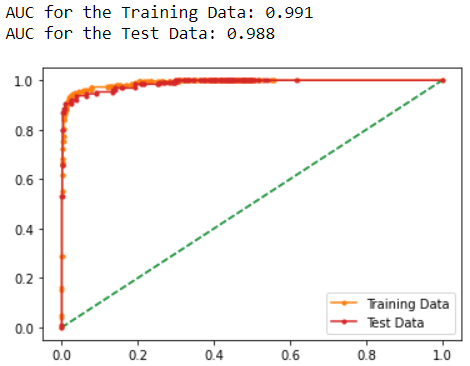 AUC for the Training Data: 0.991
AUC for the Test Data: 0.988
1.0
0.8
0.6
0.4
0.2
0.0
0.0 0.2 0.4 0.6 0.8 1.0
Training Data
Test Data